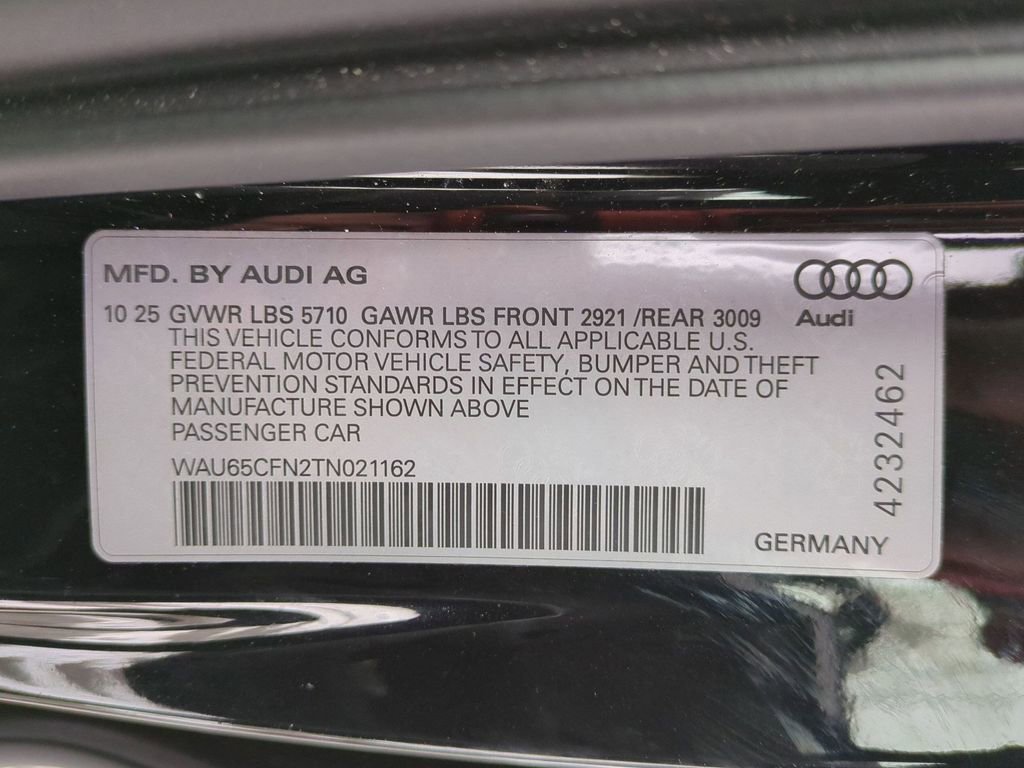 MFD. BY AUDI AG
Audi
10 25 GVWR LBS 5710 GAWR LBS FRONT 2921 /REAR 3009
THIS VEHICLE CONFORMS TO ALL APPLICABLE U.S.
FEDERAL MOTOR VEHICLE SAFETY, BUMPER AND THEFT
PREVENTION STANDARDS IN EFFECT ON THE DATE OF
MANUFACTURE SHOWN ABOVE
PASSENGER CAR
WAU65CFN2TN021162
4232462
GERMANY